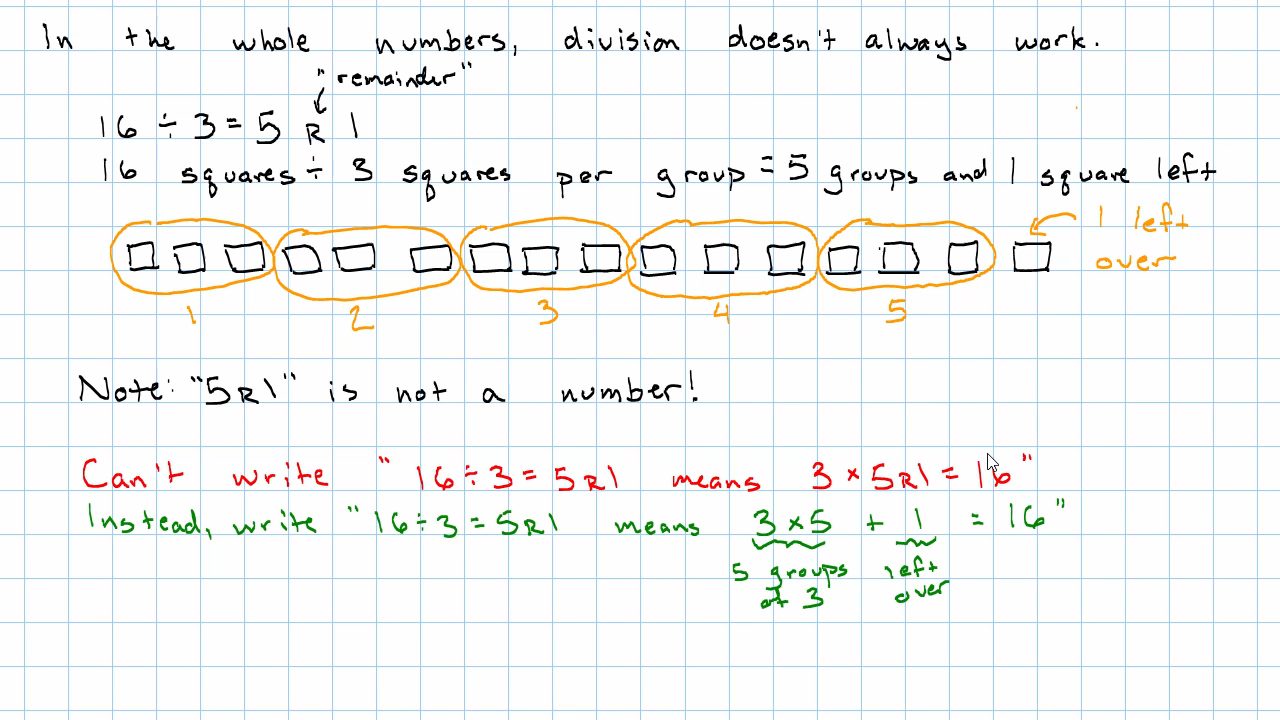 In the whole numbers, division doesn't always work.
"remainder"
16 ÷ 3 = 5 R 1
16 squares ÷ 3 squares per group = 5 groups and 1 square left
1 left
over
1 2 3 4 5
Note: "5R1" is not a number!
Can't write "16 ÷ 3 = 5R1 means 3 × 5R1 = 16"
Instead, write "16 ÷ 3 = 5R1 means 3 × 5 + 1 = 16"
5 groups left
of 3 over